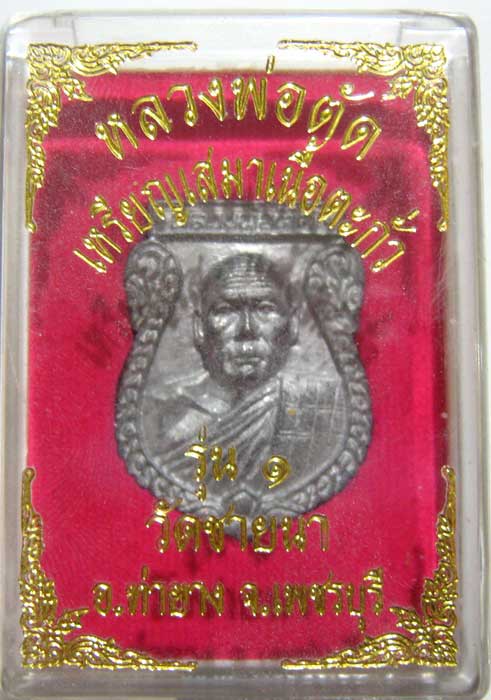 หลวงพ่อตัด
เหรียญเสมาเนื้อตะกั่ว
รุ่น ๑
วัดชายนา
อ.ท่ายาง จ.เพชรบุรี